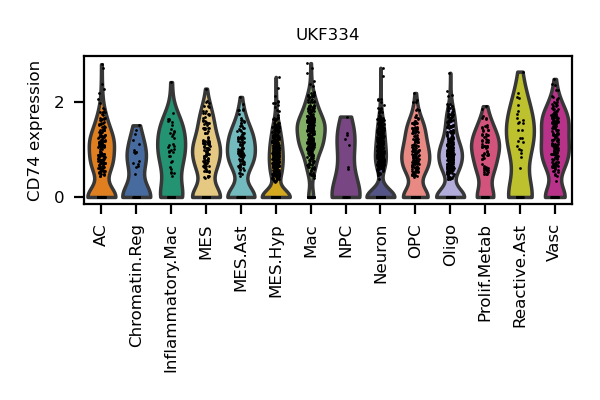 UKF334
CD74 expression
2
0
AC
Chromatin.Reg
Inflammatory.Mac
MES
MES.Ast
MES.Hyp
Mac
NPC
Neuron
OPC
Oligo
Prolif.Metab
Reactive.Ast
Vasc